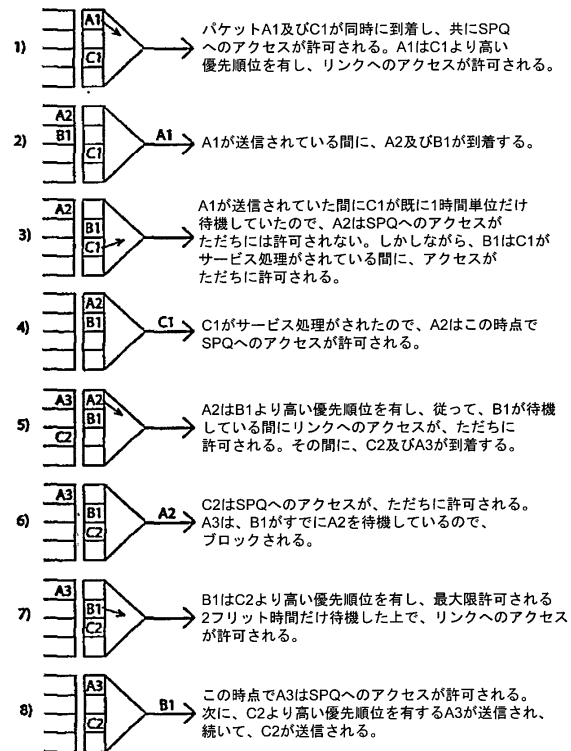 A1
C1
1)
パケットA1及びC1が同時に到着し、共にSPQ
へのアクセスが許可される。A1はC1より高い
優先順位を有し、リンクへのアクセスが許可される。
A2
B1
C1
2)
A1
A1が送信されている間に、A2及びB1が到着する。
A2
B1
C1
3)
A1が送信されていた間にC1が既に1時間単位だけ
待機していたので、A2はSPQへのアクセスが
ただちには許可されない。しかしながら、B1はC1が
サービス処理がされている間に、アクセスが
ただちに許可される。
A2
B1
4)
C1
C1がサービス処理がされたので、A2はこの時点で
SPQへのアクセスが許可される。
A3
A2
B1
C2
5)
A2はB1より高い優先順位を有し、従って、B1が待機
している間にリンクへのアクセスが、ただちに
許可される。その間に、C2及びA3が到着する。
A3
B1
C2
6)
A2
C2はSPQへのアクセスが、ただちに許可される。
A3は、B1がすでにA2を待機しているので、
ブロックされる。
A3
B1
C2
7)
B1はC2より高い優先順位を有し、最大限許可される
2フリット時間だけ待機した上で、リンクへのアクセス
が許可される。
A3
C2
8)
B1
この時点でA3はSPQへのアクセスが許可される。
次に、C2より高い優先順位を有するA3が送信され、
続いて、C2が送信される。